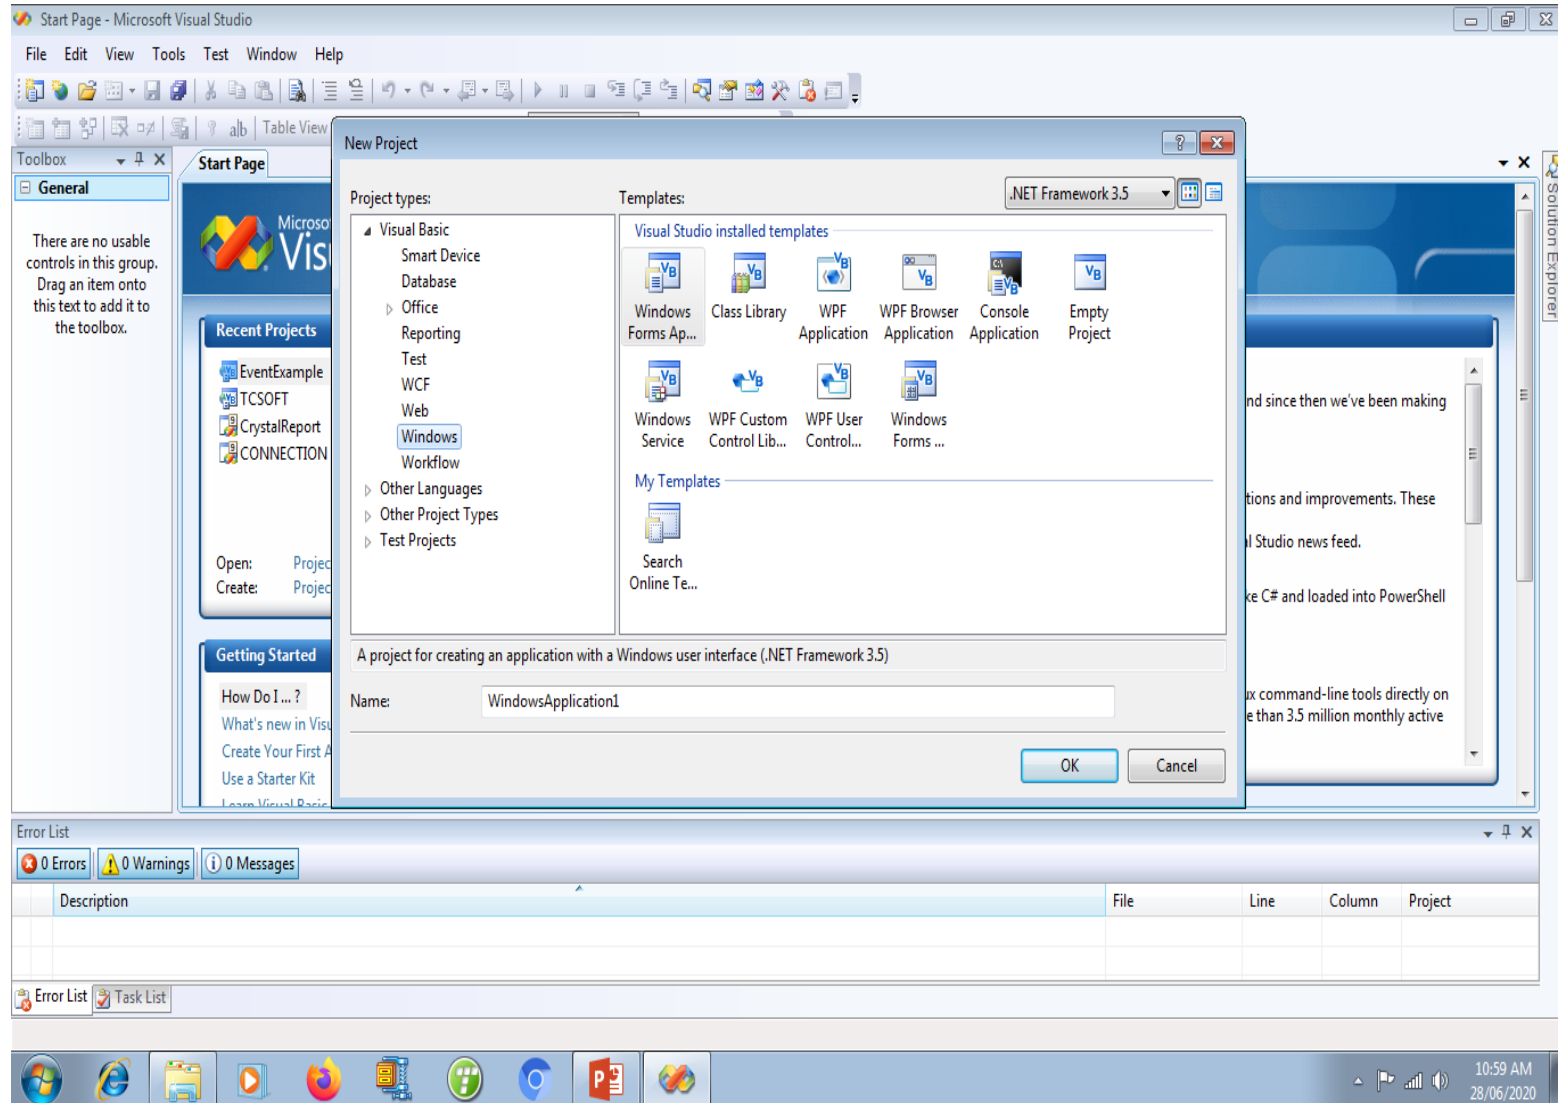 Start Page - Microsoft Visual Studio
File Edit View Tools Test Window Help
Table View
Toolbox
General
There are no usable
controls in this group.
Drag an item onto
this text to add it to
the toolbox.
Start Page
Recent Projects
EventExample
TCSOFT
CrystalReport
CONNECTION
Open:
Create:
Getting Started
How Do I ... ?
Create Your First
Use a Starter Kit
New Project
Project types:
Visual Basic
Smart Device
Database
Office
Reporting
Test
WCF
Web
Windows
Workflow
Other Languages
Other Project Types
Test Projects
Templates:
.NET Framework 3.5
Visual Studio installed templates
Windows Forms Ap...
Class Library
WPF Application
WPF Browser Application
Console Application
Empty Project
Windows Service
WPF Custom Control Lib...
WPF User Control...
Windows Forms ...
My Templates
Search Online Te...
A project for creating an application with a Windows user interface (.NET Framework 3.5)
Name: WindowsApplication1
OK Cancel
nd since then we've been making
tions and improvements. These
l Studio news feed.
ke C# and loaded into PowerShell
ux command-line tools directly on
e than 3.5 million monthly active
Solution Explorer
Error List
0 Errors 0 Warnings 0 Messages
Description File Line Column Project
Error List Task List
10:59 AM
28/06/2020